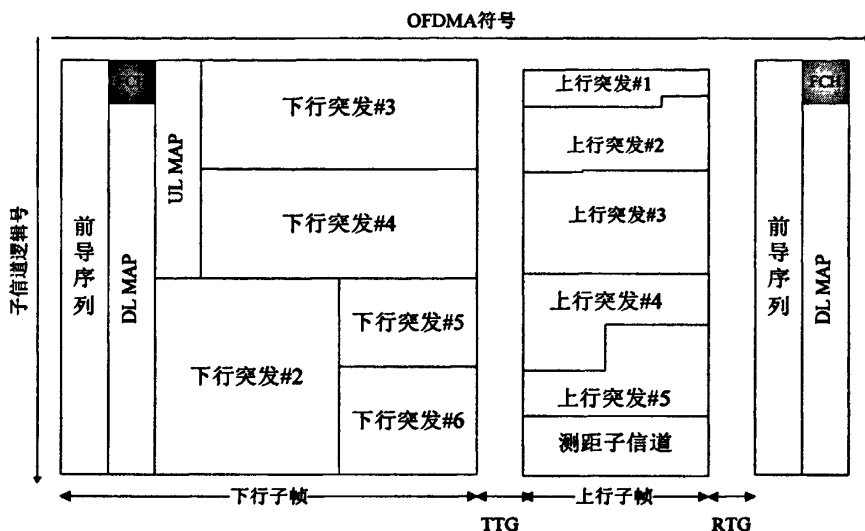 OFDMA符号
子信道逻辑号
前导序列
FCH
DL MAP
UL MAP
下行突发#3
下行突发#4
下行突发#2
下行突发#5
下行突发#6
上行突发#1
上行突发#2
上行突发#3
上行突发#4
上行突发#5
测距子信道
前导序列
FCH
DL MAP
下行子帧
TTG
上行子帧
RTG